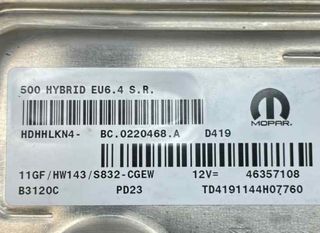 500 HYBRID EU6.4 S.R.
MOPAR
HDHHLKN4- BC.0220468.A D419
11GF/HW143/S832-CGEW 12V= 46357108
B3120C PD23 TD4191144H07760